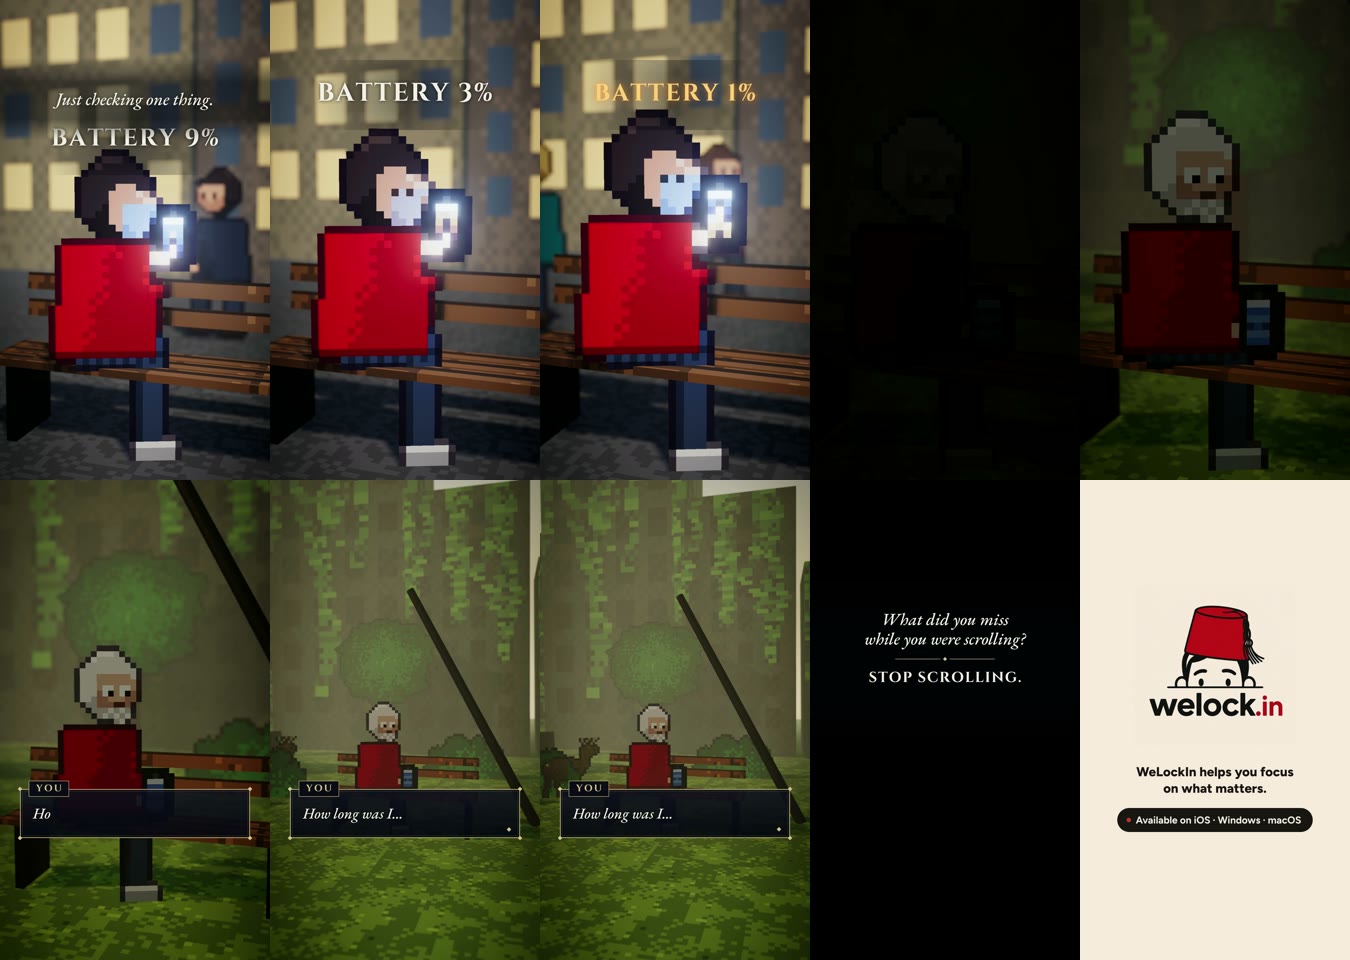 Just checking one thing.
BATTERY 9%
BATTERY 3%
BATTERY 1%
YOU
Ho
YOU
How long was I...
YOU
How long was I...
What did you miss
while you were scrolling?
STOP SCROLLING.
welock.in
WeLockIn helps you focus
on what matters.
Available on iOS · Windows · macOS